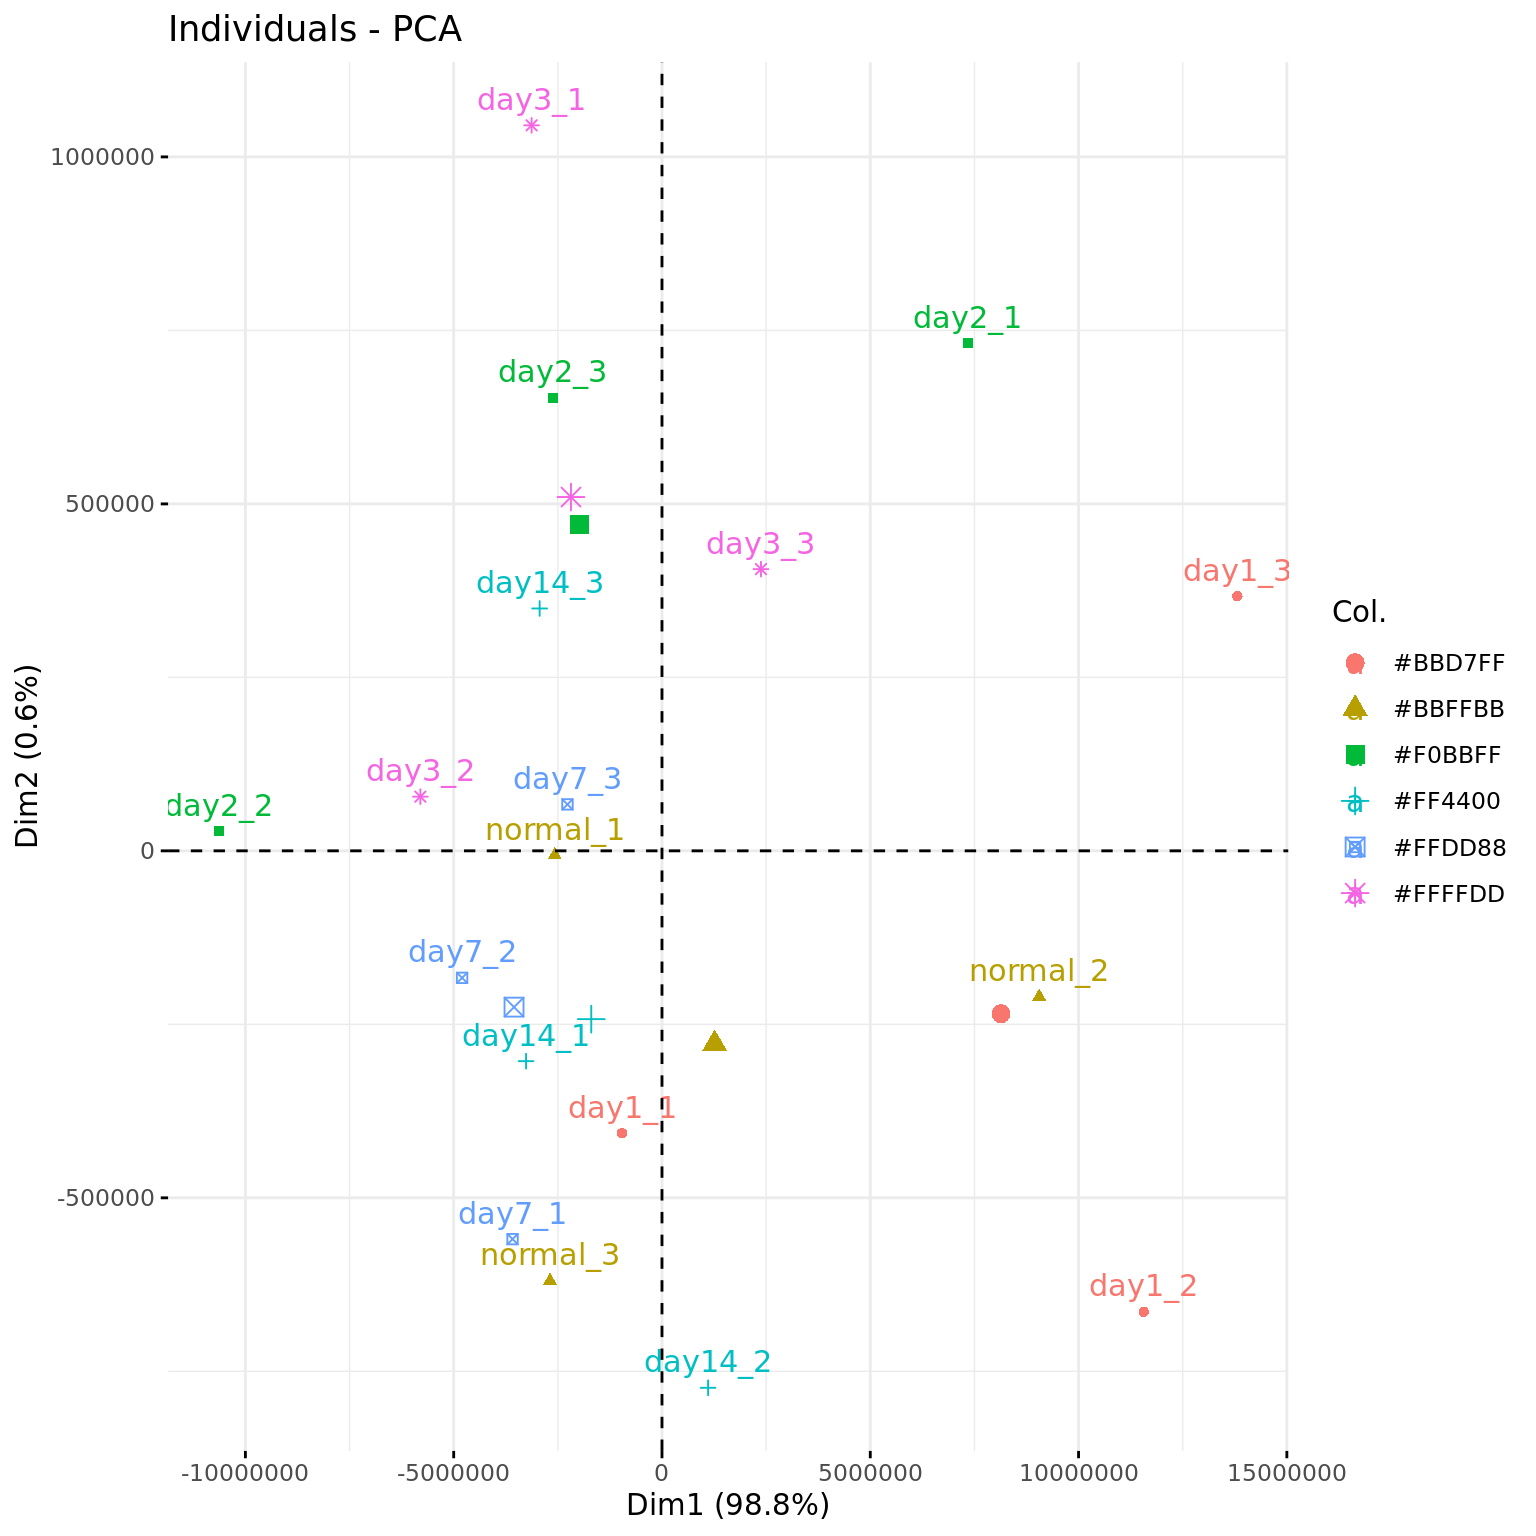 Individuals - PCA
day3_1
1000000
day2_1
day2_3
500000
day3_3
day14_3
day1_3
Col.
#BBD7FF
#BBFFBB
#F0BBFF
#FF4400
#FFDD88
#FFFFDD
a
a
a
a
a
a
Dim2 (0.6%)
day3_2
day7_3
day2_2
normal_1
0
day7_2
normal_2
day14_1
day1_1
-500000
day7_1
normal_3
day1_2
day14_2
-10000000
-5000000
0
5000000
10000000
15000000
Dim1 (98.8%)